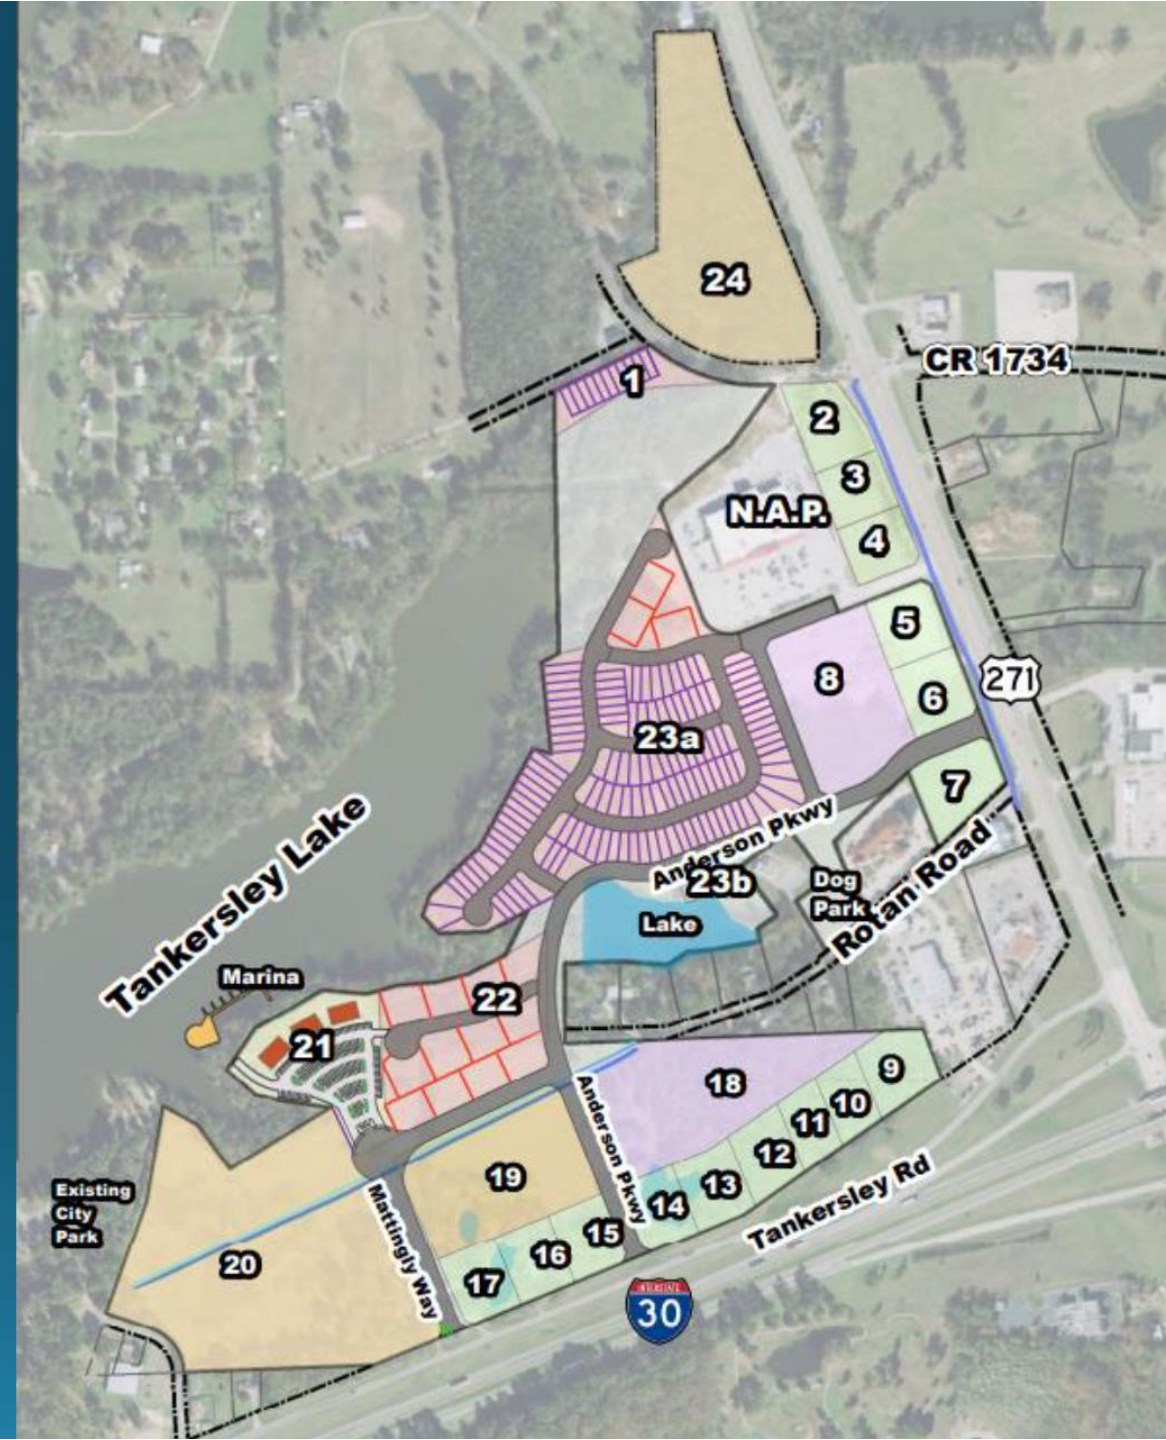 24
CR 1734
1
2
3
N.A.P.
4
5
271
8
6
23a
7
Anderson Pkwy
23b
Dog
Park
Rotan Road
Lake
Tankersley Lake
Marina
22
21
18
9
10
11
12
13
14
Anderson Pkwy
19
Tankersley Rd
Existing
City
Park
15
16
17
Mattingly Way
20
INTERSTATE
30